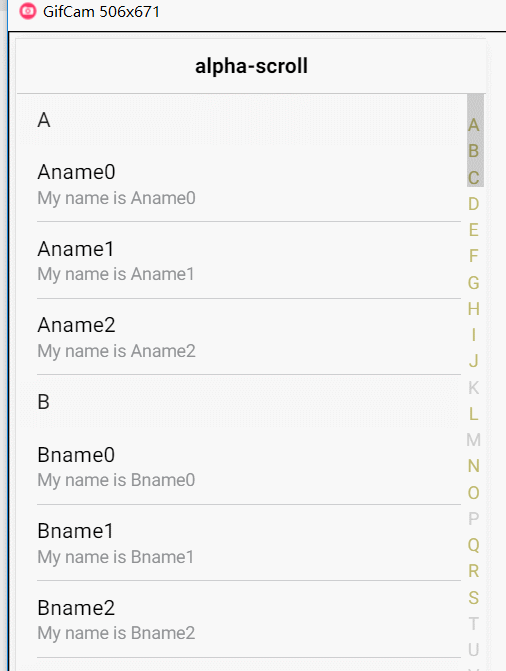 GifCam 506x671
alpha-scroll
A
Aname0
My name is Aname0
Aname1
My name is Aname1
Aname2
My name is Aname2
B
Bname0
My name is Bname0
Bname1
My name is Bname1
Bname2
My name is Bname2
A
B
C
D
E
F
G
H
I
J
K
L
M
N
O
P
Q
R
S
T
U